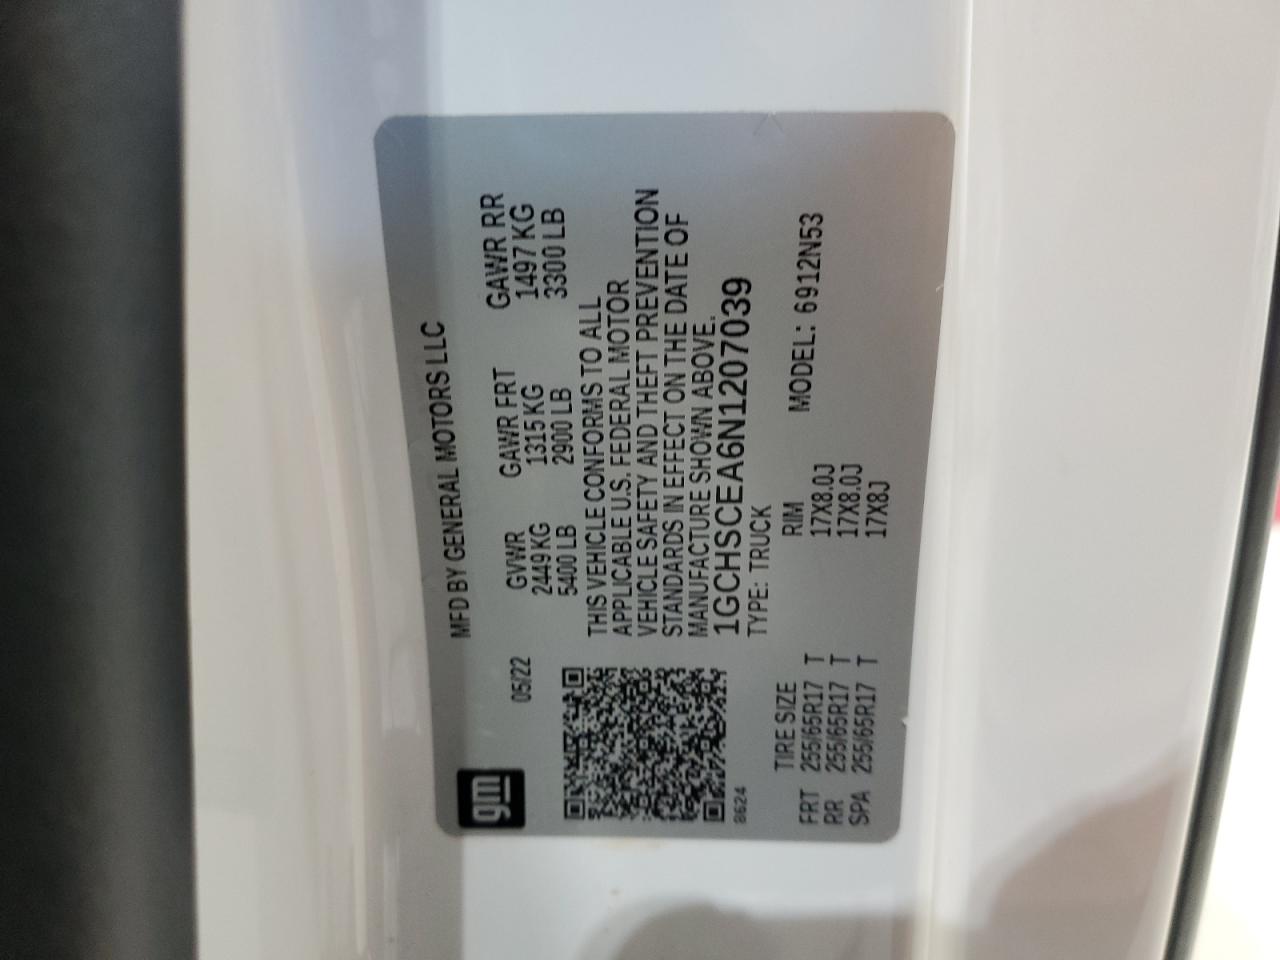 gm
MFD BY GENERAL MOTORS LLC
05/22
GVWR GAWR FRT GAWR RR
2449 KG 1315 KG 1497 KG
5400 LB 2900 LB 3300 LB
THIS VEHICLE CONFORMS TO ALL
APPLICABLE U.S. FEDERAL MOTOR
VEHICLE SAFETY AND THEFT PREVENTION
STANDARDS IN EFFECT ON THE DATE OF
MANUFACTURE SHOWN ABOVE.
1GCHSCEA6N1207039
8624
TYPE: TRUCK
TIRE SIZE RIM MODEL: 6912N53
FRT 255/65R17 T 17X8.0J
RR 255/65R17 T 17X8.0J
SPA 255/65R17 T 17X8J